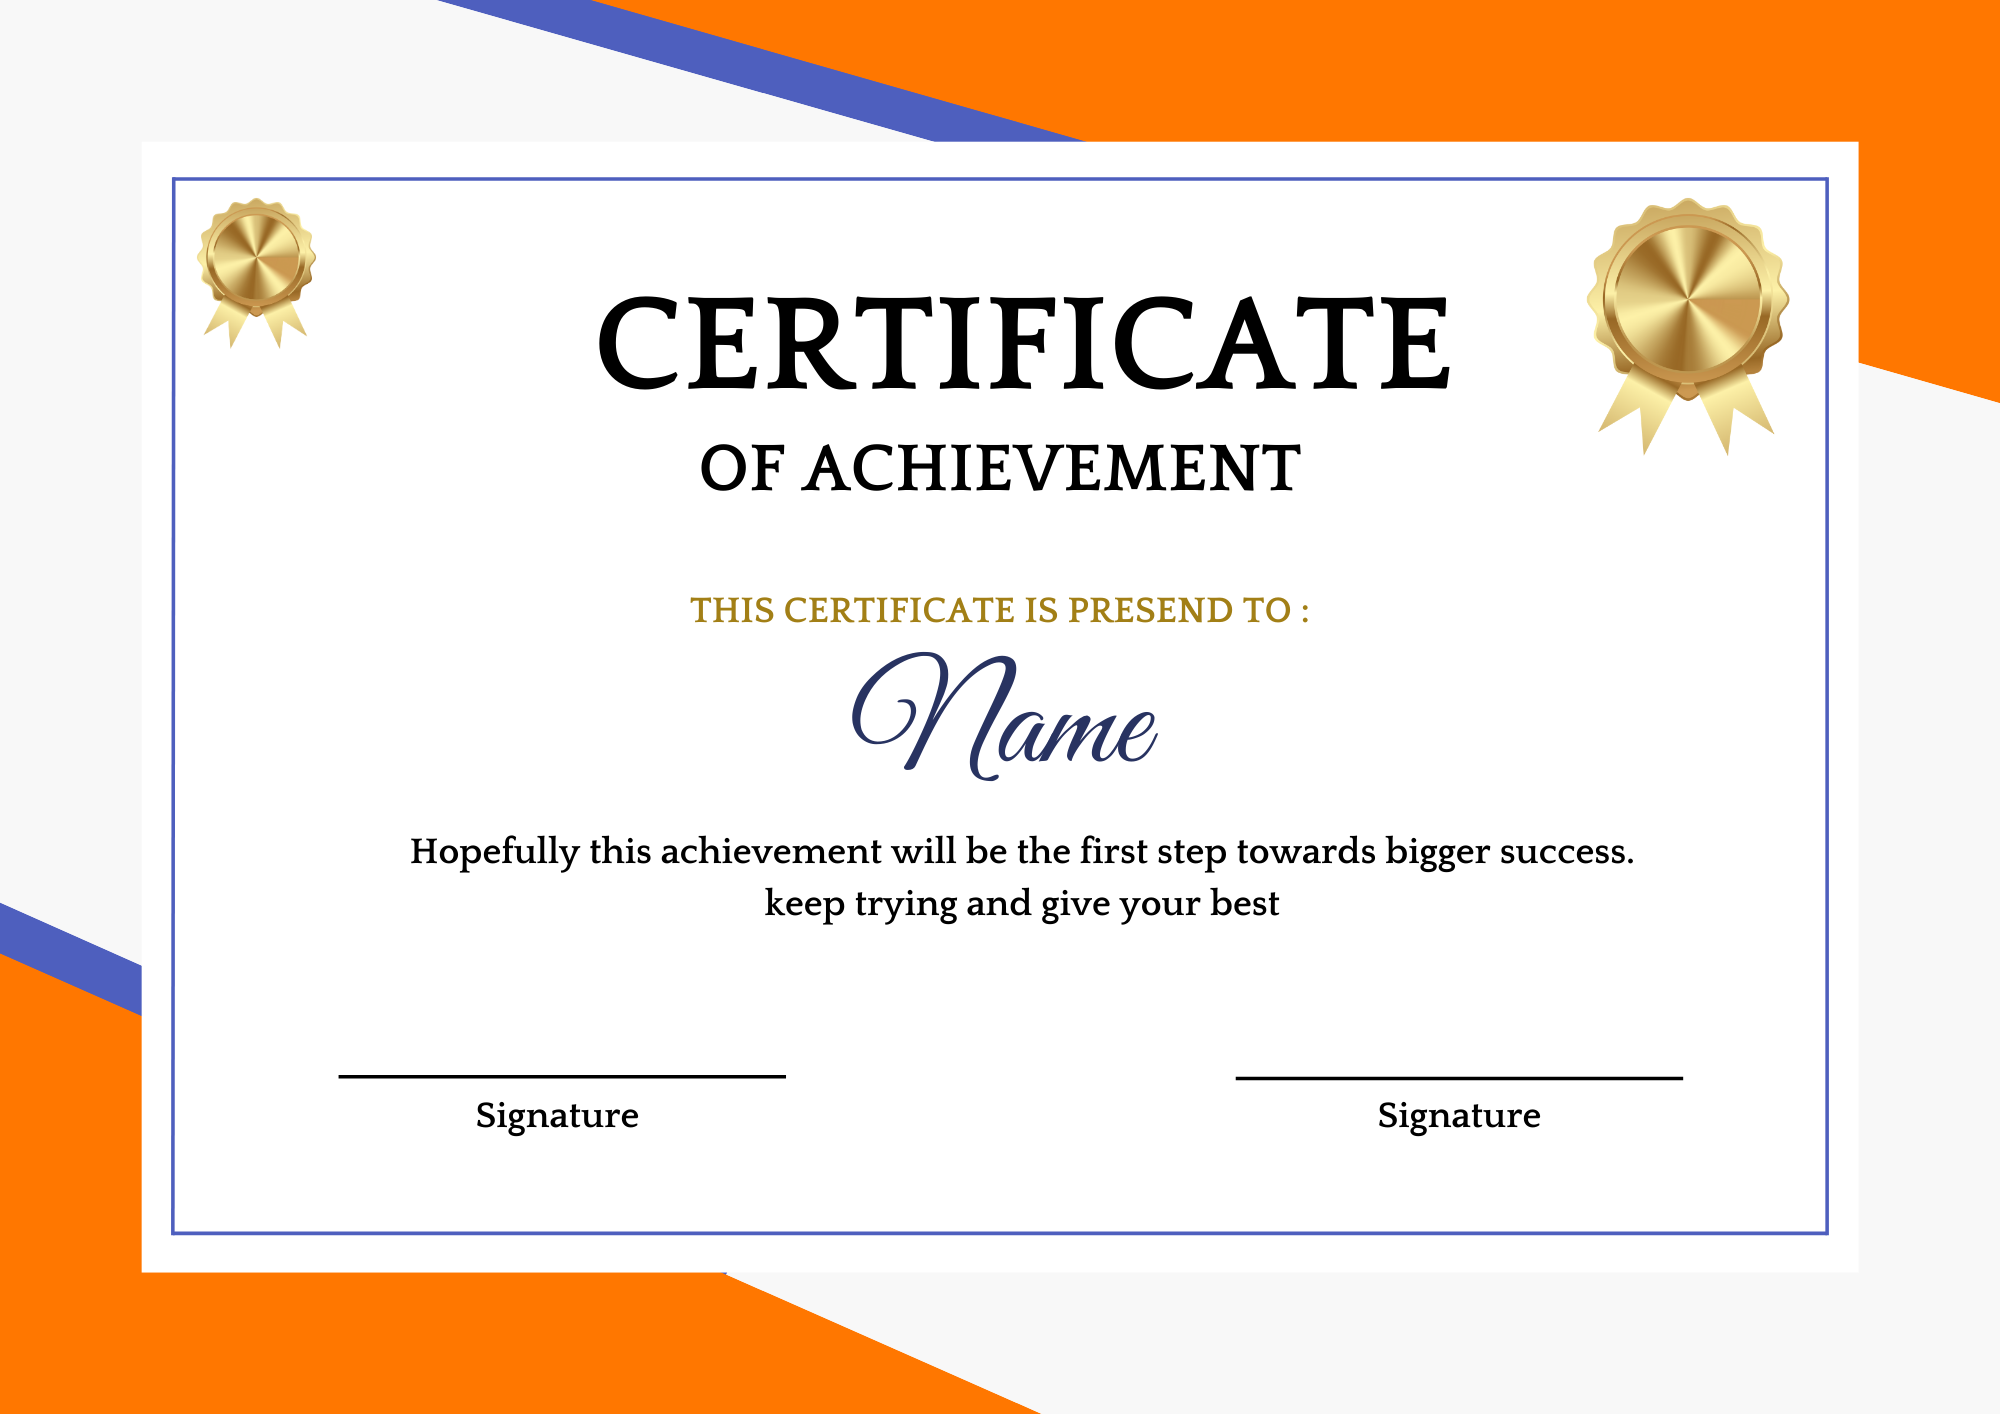 CERTIFICATE
OF ACHIEVEMENT
THIS CERTIFICATE IS PRESEND TO :
Name
Hopefully this achievement will be the first step towards bigger success.
keep trying and give your best
Signature
Signature